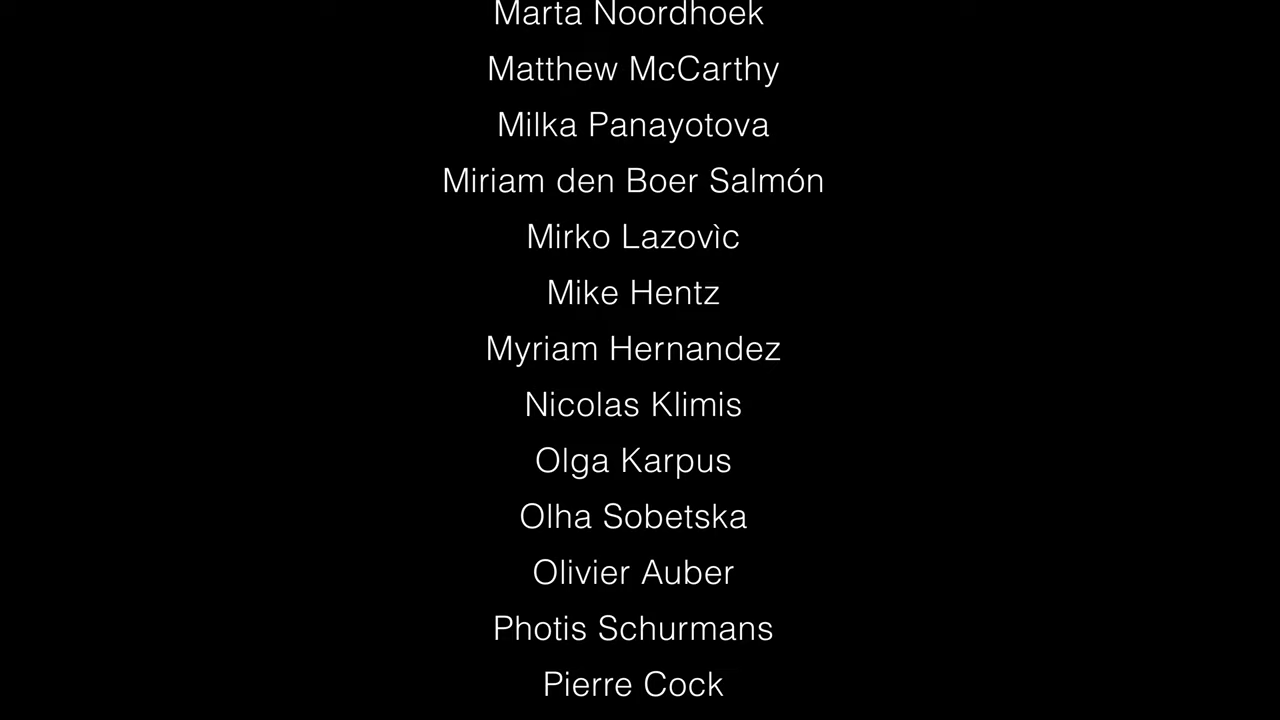 Marta Noordhoek
Matthew McCarthy
Milka Panayotova
Miriam den Boer Salmón
Mirko Lazovìc
Mike Hentz
Myriam Hernandez
Nicolas Klimis
Olga Karpus
Olha Sobetska
Olivier Auber
Photis Schurmans
Pierre Cock